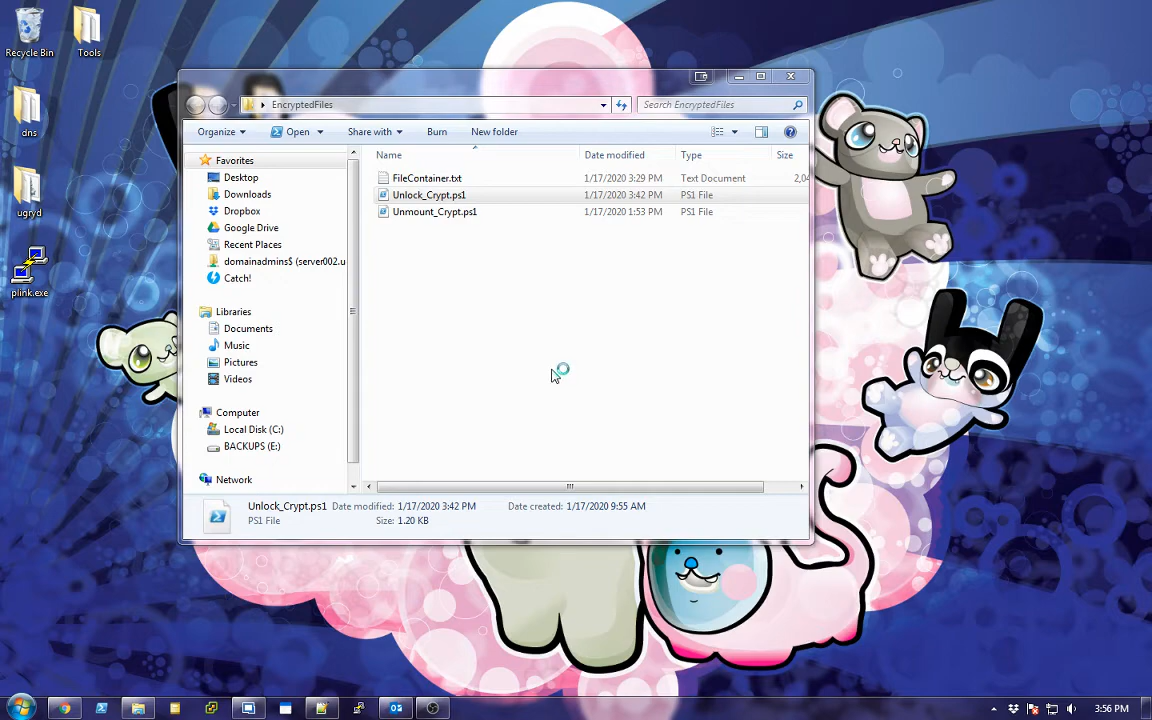 Recycle Bin
Tools
dns
ugryd
plink.exe
EncryptedFiles
Search EncryptedFiles
Organize Open Share with Burn New folder
Favorites
Desktop
Downloads
Dropbox
Google Drive
Recent Places
domainadmins$ (server002.u
Catch!
Libraries
Documents
Music
Pictures
Videos
Computer
Local Disk (C:)
BACKUPS (E:)
Network
Name Date modified Type Size
FileContainer.txt 1/17/2020 3:29 PM Text Document 2,04
Unlock_Crypt.ps1 1/17/2020 3:42 PM PS1 File
Unmount_Crypt.ps1 1/17/2020 1:53 PM PS1 File
Unlock_Crypt.ps1 Date modified: 1/17/2020 3:42 PM Date created: 1/17/2020 9:55 AM
PS1 File Size: 1.20 KB
3:56 PM